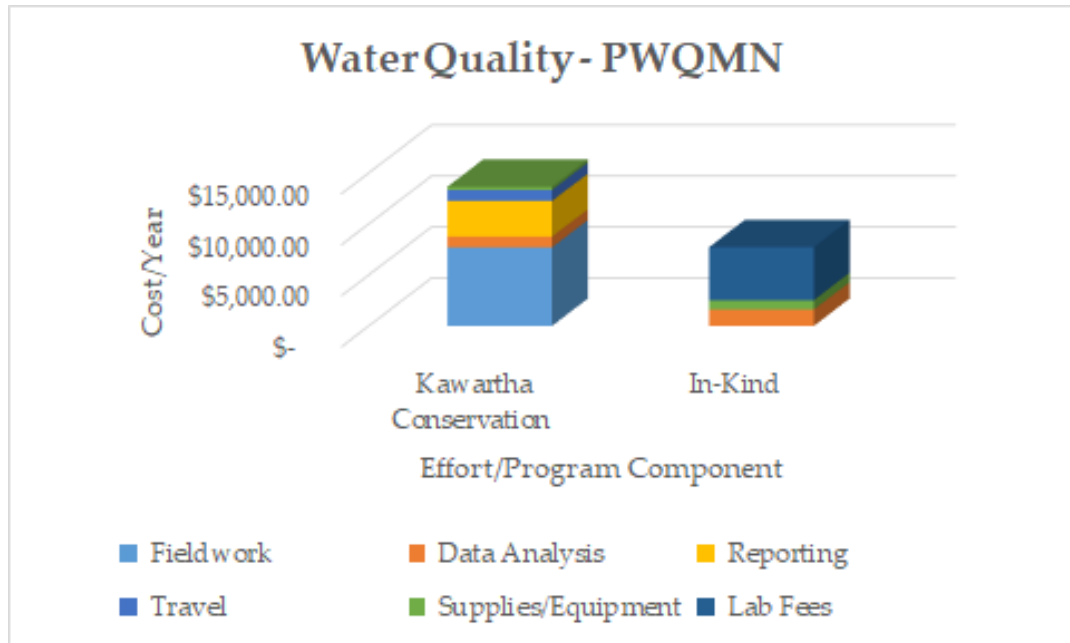 Water Quality - PWQMN
$15,000.00
$10,000.00
$5,000.00
$-
Cost/Year
Kawartha
Conservation
In-Kind
Effort/Program Component
Fieldwork
Data Analysis
Reporting
Travel
Supplies/Equipment
Lab Fees